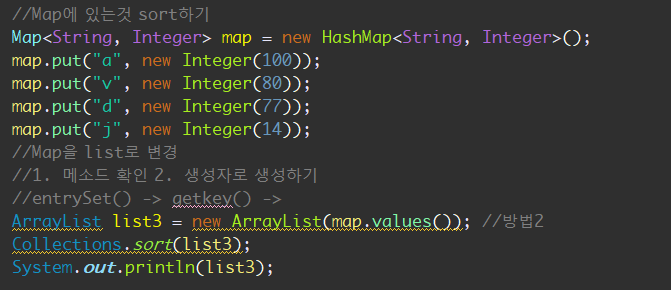 //Map에 있는것 sort하기
Map<String, Integer> map = new HashMap<String, Integer>();
map.put("a", new Integer(100));
map.put("v", new Integer(80));
map.put("d", new Integer(77));
map.put("j", new Integer(14));
//Map을 list로 변경
//1. 메소드 확인 2. 생성자로 생성하기
//entrySet() -> getkey() ->
ArrayList list3 = new ArrayList(map.values()); //방법2
Collections.sort(list3);
System.out.println(list3);